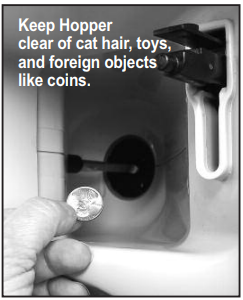 Keep Hopper
clear of cat hair, toys,
and foreign objects
like coins.